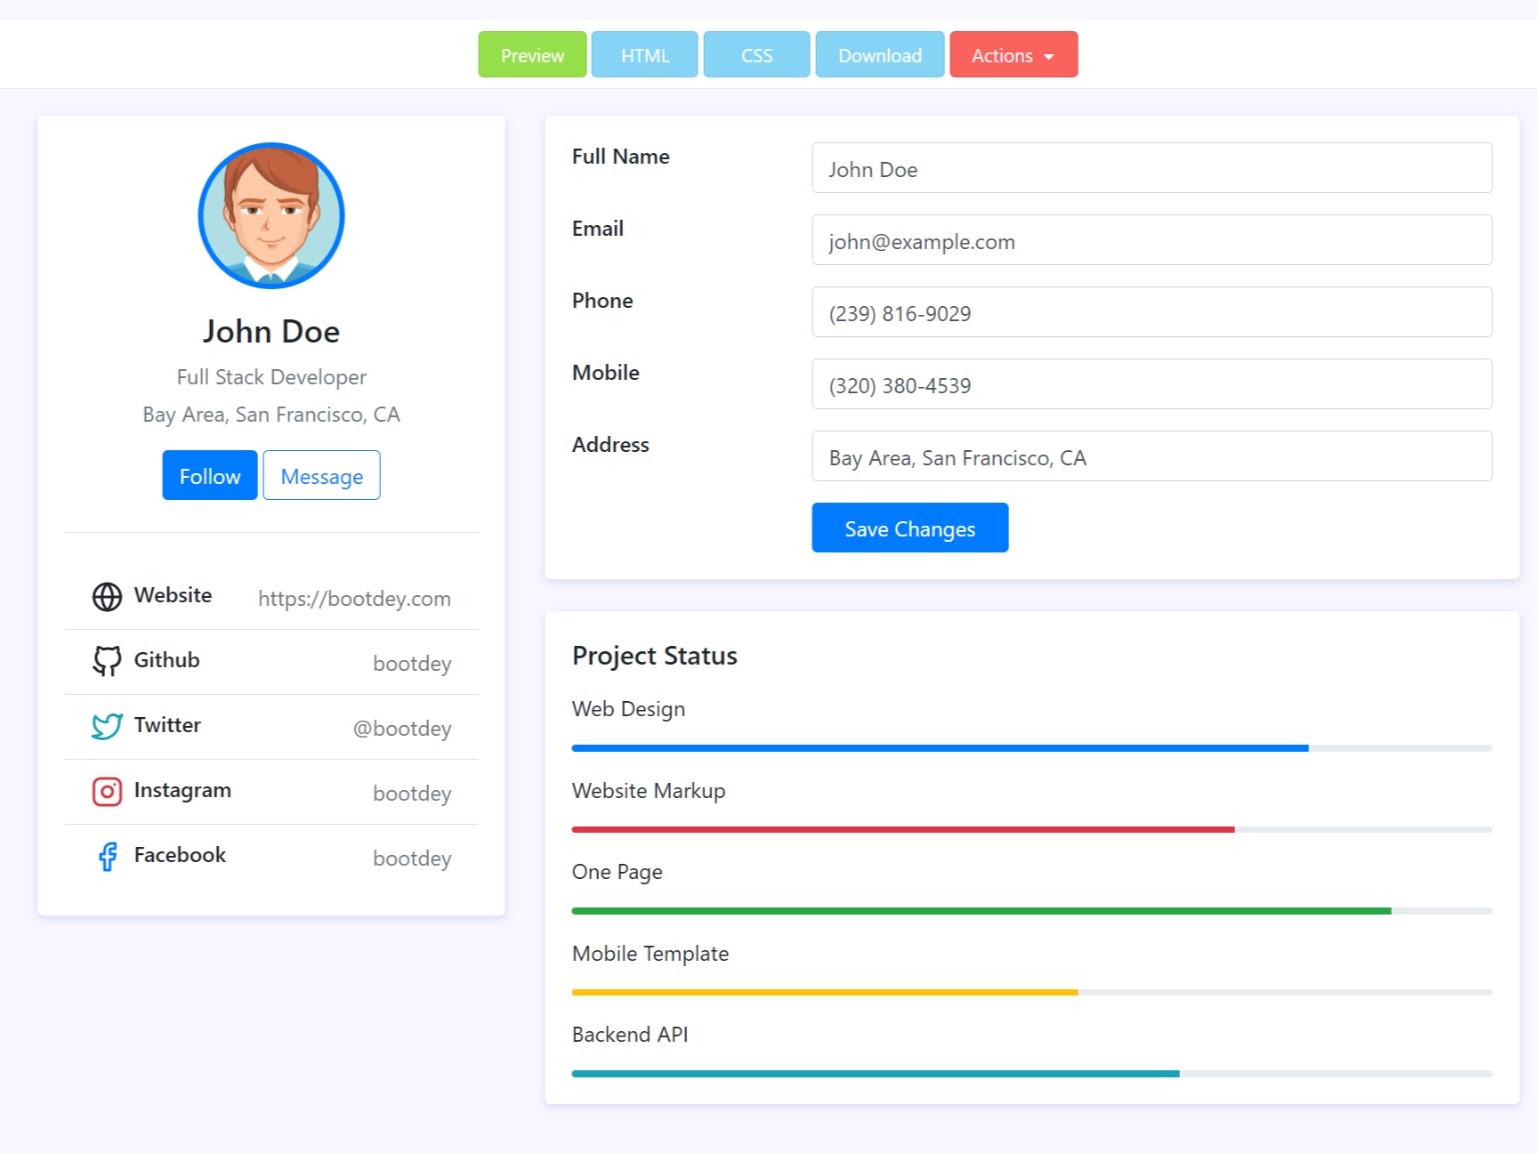 Preview HTML CSS Download Actions
John Doe
Full Stack Developer
Bay Area, San Francisco, CA
Follow Message
Website https://bootdey.com
Github bootdey
Twitter @bootdey
Instagram bootdey
Facebook bootdey
Full Name John Doe
Email john@example.com
Phone (239) 816-9029
Mobile (320) 380-4539
Address Bay Area, San Francisco, CA
Save Changes
Project Status
Web Design
Website Markup
One Page
Mobile Template
Backend API